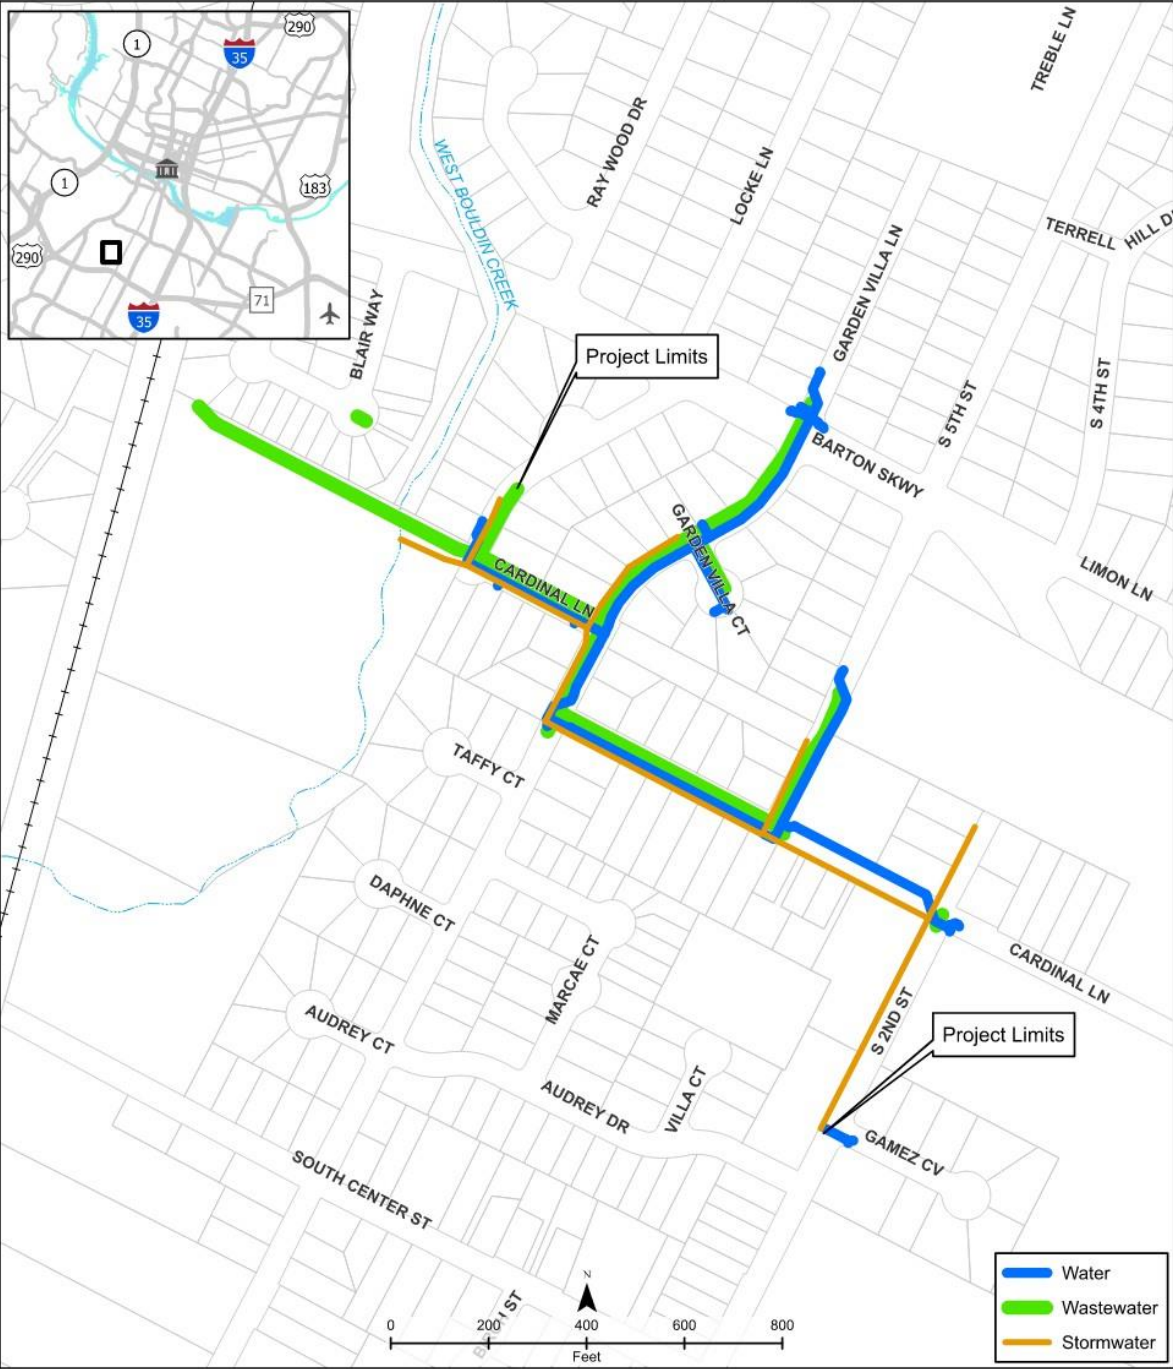 290
1
35
1
183
290
71
35
TREBLE LN
RAY WOOD DR
WEST BOULDIN CREEK
LOCKE LN
TERRELL HILL D
GARDEN VILLA LN
BLAIR WAY
Project Limits
S 4TH ST
S 5TH ST
BARTON SKWY
GARDEN VILLA CT
CARDINAL LN
LIMON LN
TAFFY CT
DAPHNE CT
MARCAE CT
CARDINAL LN
S 2ND ST
AUDREY CT
Project Limits
AUDREY DR
VILLA CT
GAMEZ CV
SOUTH CENTER ST
ST
N
0 200 400 600 800
Feet
Water
Wastewater
Stormwater